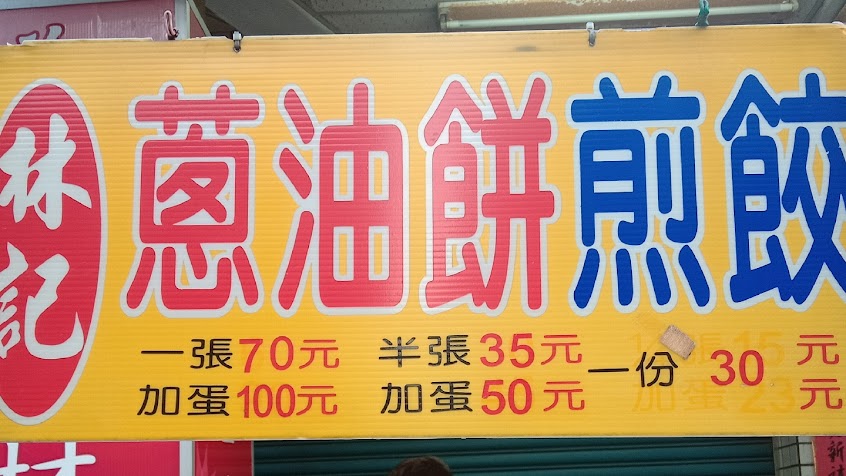 林記
蔥油餅煎餃
一張70元 半張35元
加蛋100元 加蛋50元
一份 30 元
元